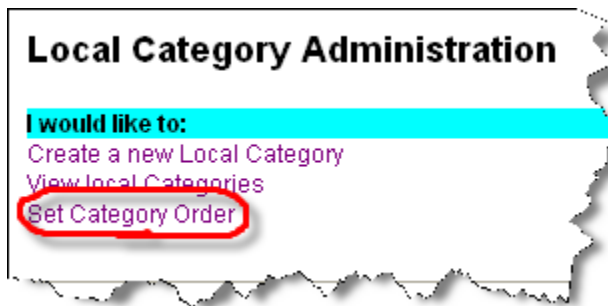 Local Category Administration
I would like to:
Create a new Local Category
View local Categories
Set Category Order